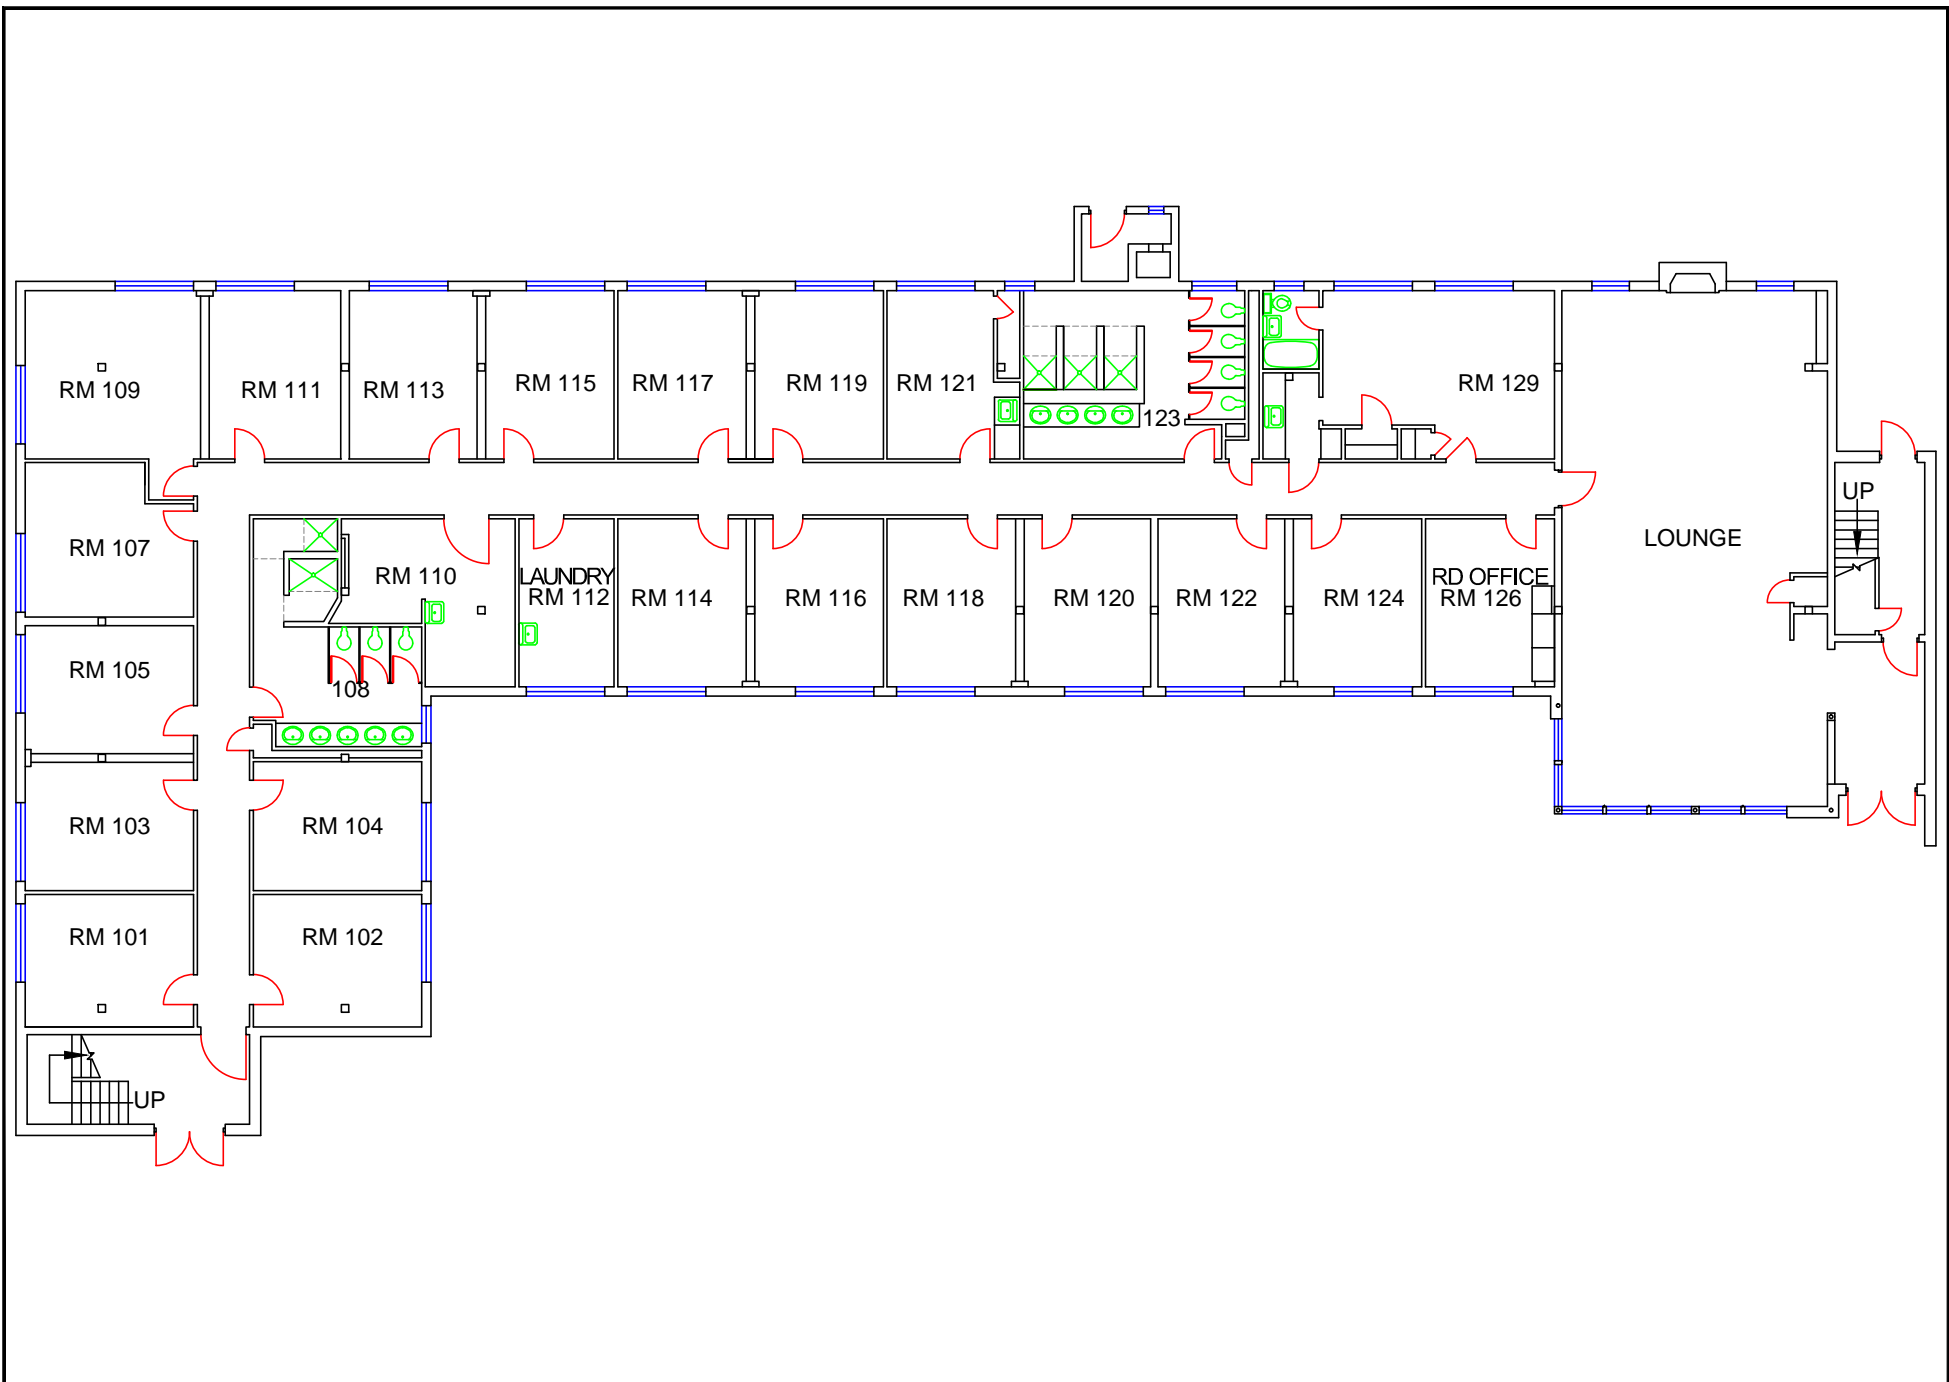 RM 109
RM 111
RM 113
RM 115
RM 117
RM 119
RM 121
123
RM 129
UP
LOUNGE
RM 107
RM 110
LAUNDRY
RM 112
RM 114
RM 116
RM 118
RM 120
RM 122
RM 124
RD OFFICE
RM 126
RM 105
108
RM 103
RM 104
RM 101
RM 102
UP